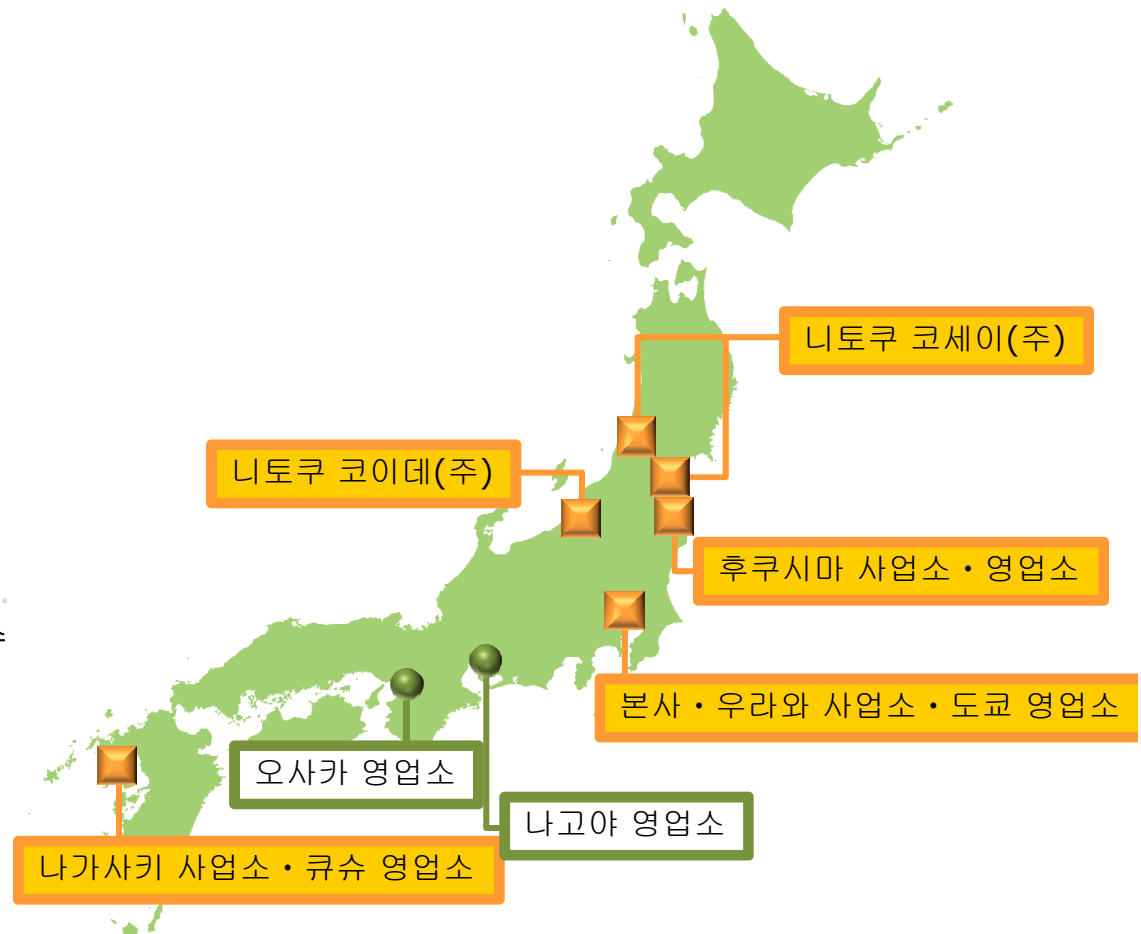 니토쿠 코세이(주)
니토쿠 코이데(주)
후쿠시마 사업소・영업소
본사・우라와 사업소・도쿄 영업소
오사카 영업소
나고야 영업소
나가사키 사업소・큐슈 영업소